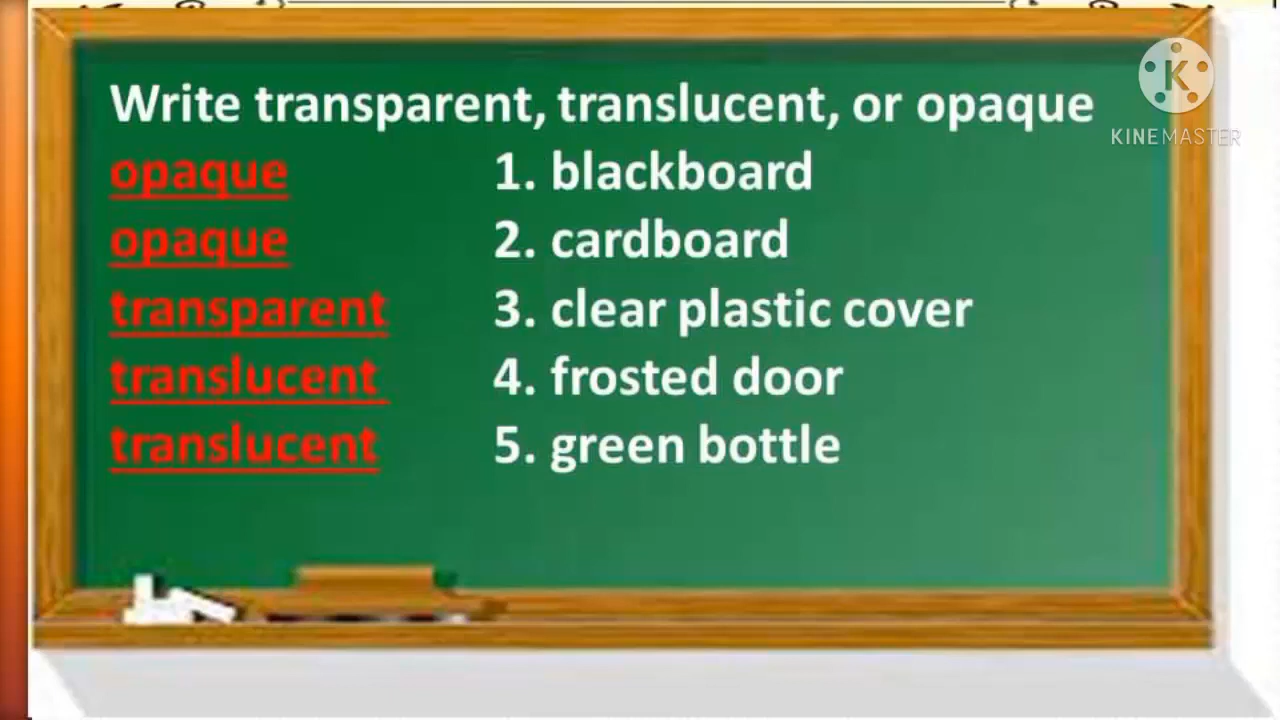 Write transparent, translucent, or opaque
opaque 1. blackboard
opaque 2. cardboard
transparent 3. clear plastic cover
translucent 4. frosted door
translucent 5. green bottle
K
KINEMASTER